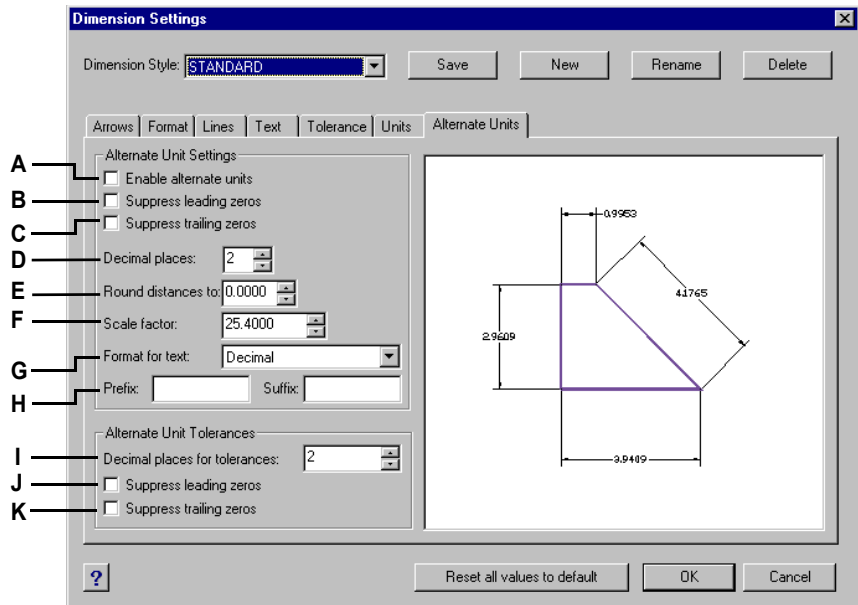 Dimension Settings
Dimension Style: STANDARD Save New Rename Delete
Arrows Format Lines Text Tolerance Units Alternate Units
Alternate Unit Settings
A Enable alternate units
B Suppress leading zeros
C Suppress trailing zeros
D Decimal places: 2
E Round distances to: 0.0000
F Scale factor: 25.4000
G Format for text: Decimal
H Prefix: Suffix:
Alternate Unit Tolerances
I Decimal places for tolerances: 2
J Suppress leading zeros
K Suppress trailing zeros
0.9953
4.1765
2.9609
3.9409
? Reset all values to default OK Cancel